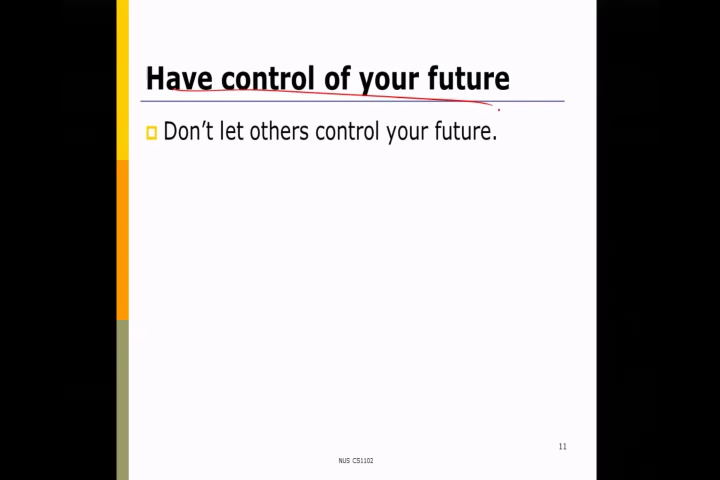 Have control of your future
Don't let others control your future.
11
NUS CS1102